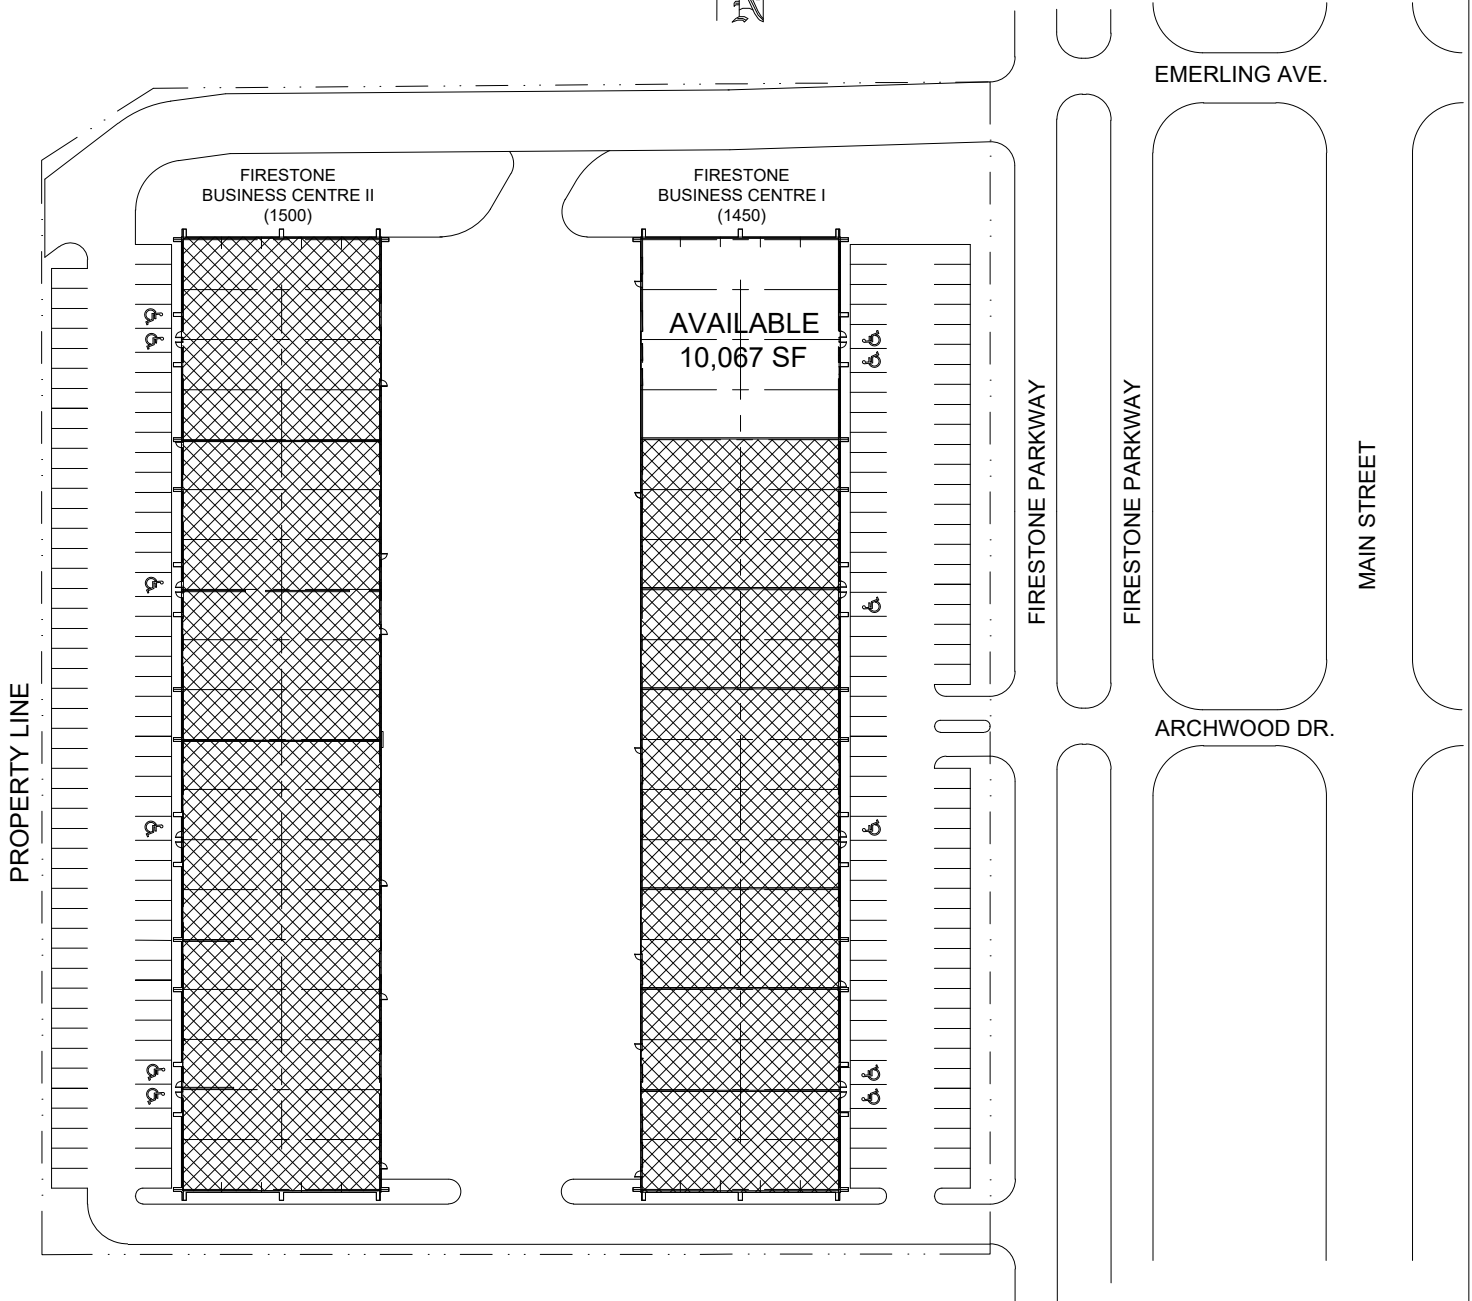 EMERLING AVE.
FIRESTONE
BUSINESS CENTRE II
(1500)
FIRESTONE
BUSINESS CENTRE I
(1450)
AVAILABLE
10,067 SF
FIRESTONE PARKWAY
FIRESTONE PARKWAY
MAIN STREET
PROPERTY LINE
ARCHWOOD DR.